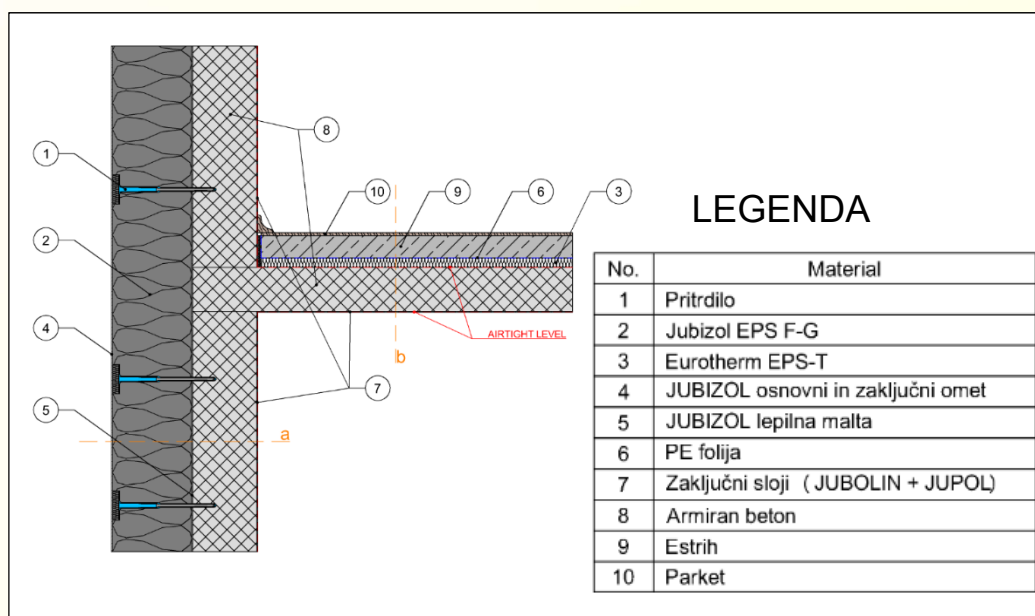 8
1
10
9
6
3
LEGENDA
2
4
AIRTIGHT LEVEL
b
7
5
a
No. Material
1 Pritrdilo
2 Jubizol EPS F-G
3 Eurotherm EPS-T
4 JUBIZOL osnovni in zaključni omet
5 JUBIZOL lepilna malta
6 PE folija
7 Zaključni sloji ( JUBOLIN + JUPOL)
8 Armiran beton
9 Estrih
10 Parket